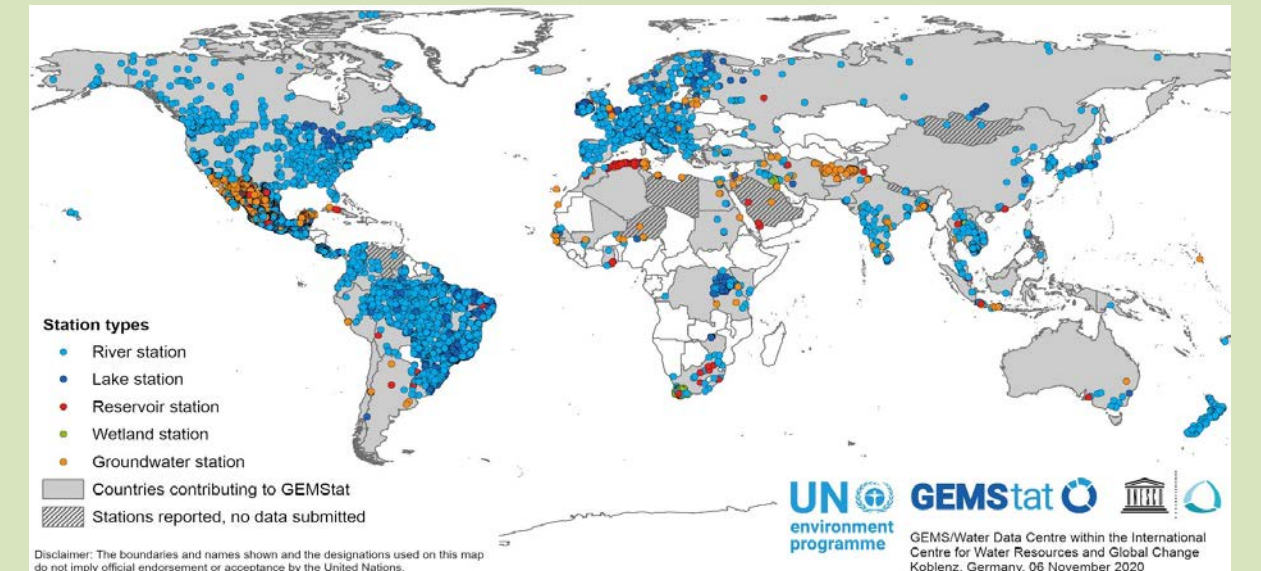 Station types
River station
Lake station
Reservoir station
Wetland station
Groundwater station
Countries contributing to GEMStat
Stations reported, no data submitted
Disclaimer: The boundaries and names shown and the designations used on this map
do not imply official endorsement or acceptance by the United Nations.
UN
environment
programme
GEMStat
UNESCO
GEMS/Water Data Centre within the International
Centre for Water Resources and Global Change
Koblenz, Germany, 06 November 2020